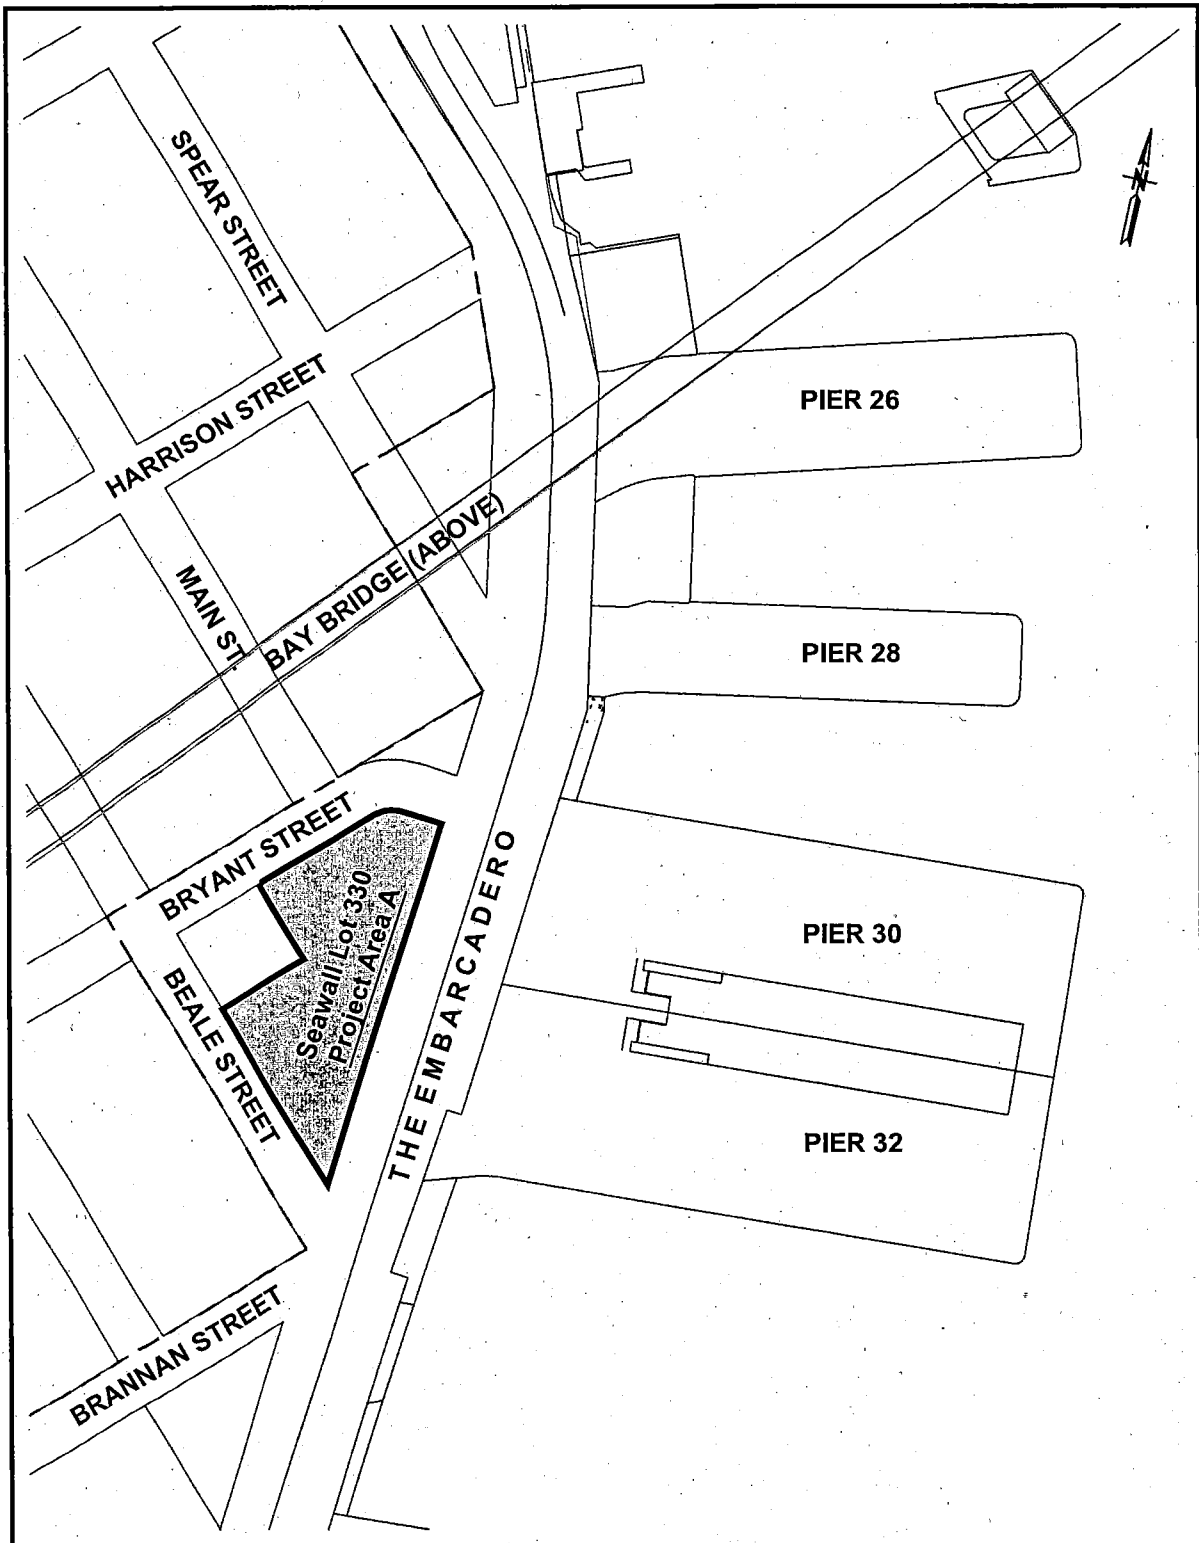 SPEAR STREET
N
HARRISON STREET
PIER 26
BAY BRIDGE (ABOVE)
MAIN ST.
PIER 28
BRYANT STREET
Seawall Lot 330
Project Area A
THE EMBARCADERO
PIER 30
BEALE STREET
PIER 32
BRANNAN STREET